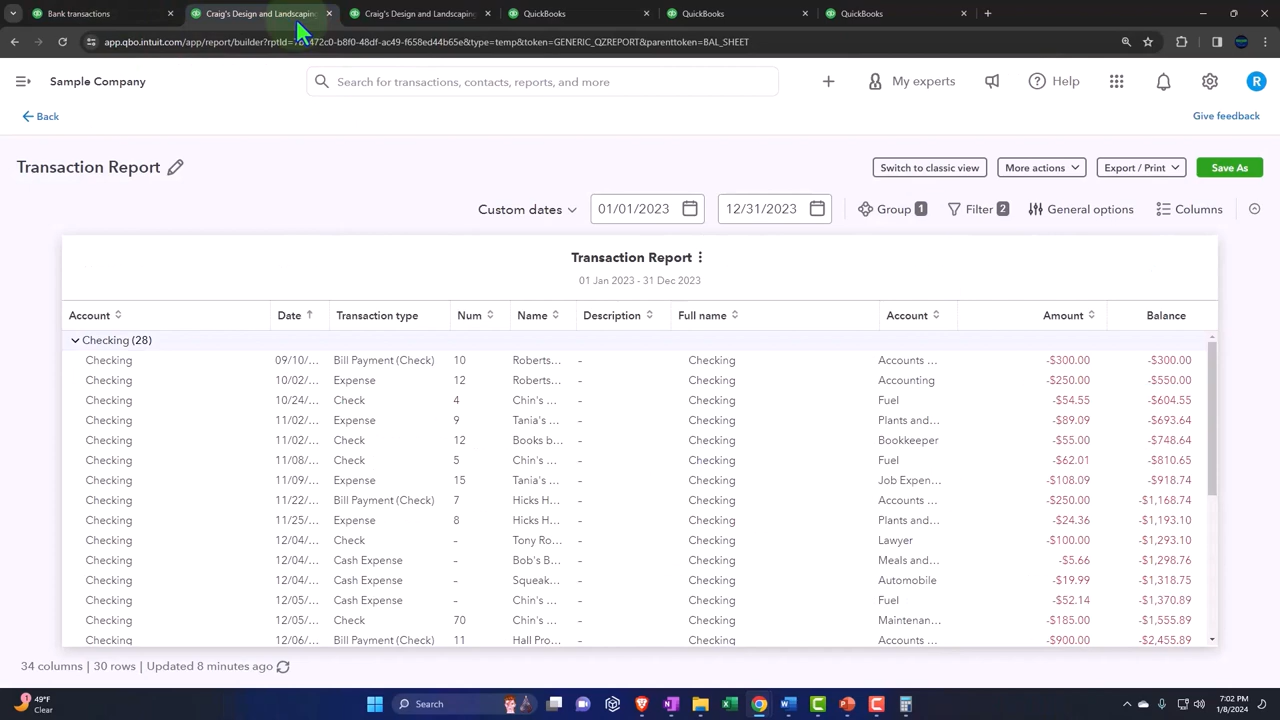 Bank transactions
Craig's Design and Landscaping
Craig's Design and Landscaping
QuickBooks
QuickBooks
QuickBooks
Sample Company
Search for transactions, contacts, reports, and more
My experts
Help
R
Back
Give feedback
Transaction Report
Switch to classic view More actions Export / Print Save As
Custom dates 01/01/2023 12/31/2023 Group 1 Filter 2 General options Columns
Transaction Report
01 Jan 2023 - 31 Dec 2023
Account Date Transaction type Num Name Description Full name Account Amount Balance
Checking (28)
Checking 09/10/... Bill Payment (Check) 10 Roberts... – Checking Accounts ... -$300.00 -$300.00
Checking 10/02/... Expense 12 Roberts... – Checking Accounting -$250.00 -$550.00
Checking 10/24/... Check 4 Chin's ... – Checking Fuel -$54.55 -$604.55
Checking 11/02/... Expense 9 Tania's ... – Checking Plants and... -$89.09 -$693.64
Checking 11/02/... Check 12 Books b... – Checking Bookkeeper -$55.00 -$748.64
Checking 11/08/... Check 5 Chin's ... – Checking Fuel -$62.01 -$810.65
Checking 11/09/... Expense 15 Tania's ... – Checking Job Expen... -$108.09 -$918.74
Checking 11/22/... Bill Payment (Check) 7 Hicks H... – Checking Accounts ... -$250.00 -$1,168.74
Checking 11/25/... Expense 8 Hicks H... – Checking Plants and... -$24.36 -$1,193.10
Checking 12/04/... Check – Tony Ro... – Checking Lawyer -$100.00 -$1,293.10
Checking 12/04/... Cash Expense – Bob's B... – Checking Meals and... -$5.66 -$1,298.76
Checking 12/04/... Cash Expense – Squeak... – Checking Automobile -$19.99 -$1,318.75
Checking 12/05/... Cash Expense – Chin's ... – Checking Fuel -$52.14 -$1,370.89
Checking 12/05/... Check 70 Chin's ... – Checking Maintenan... -$185.00 -$1,555.89
Checking 12/06/... Bill Payment (Check) 11 Hall Pro... – Checking Accounts ... -$900.00 -$2,455.89
34 columns | 30 rows | Updated 8 minutes ago
49°F
Clear
Search
7:02 PM
1/8/2024